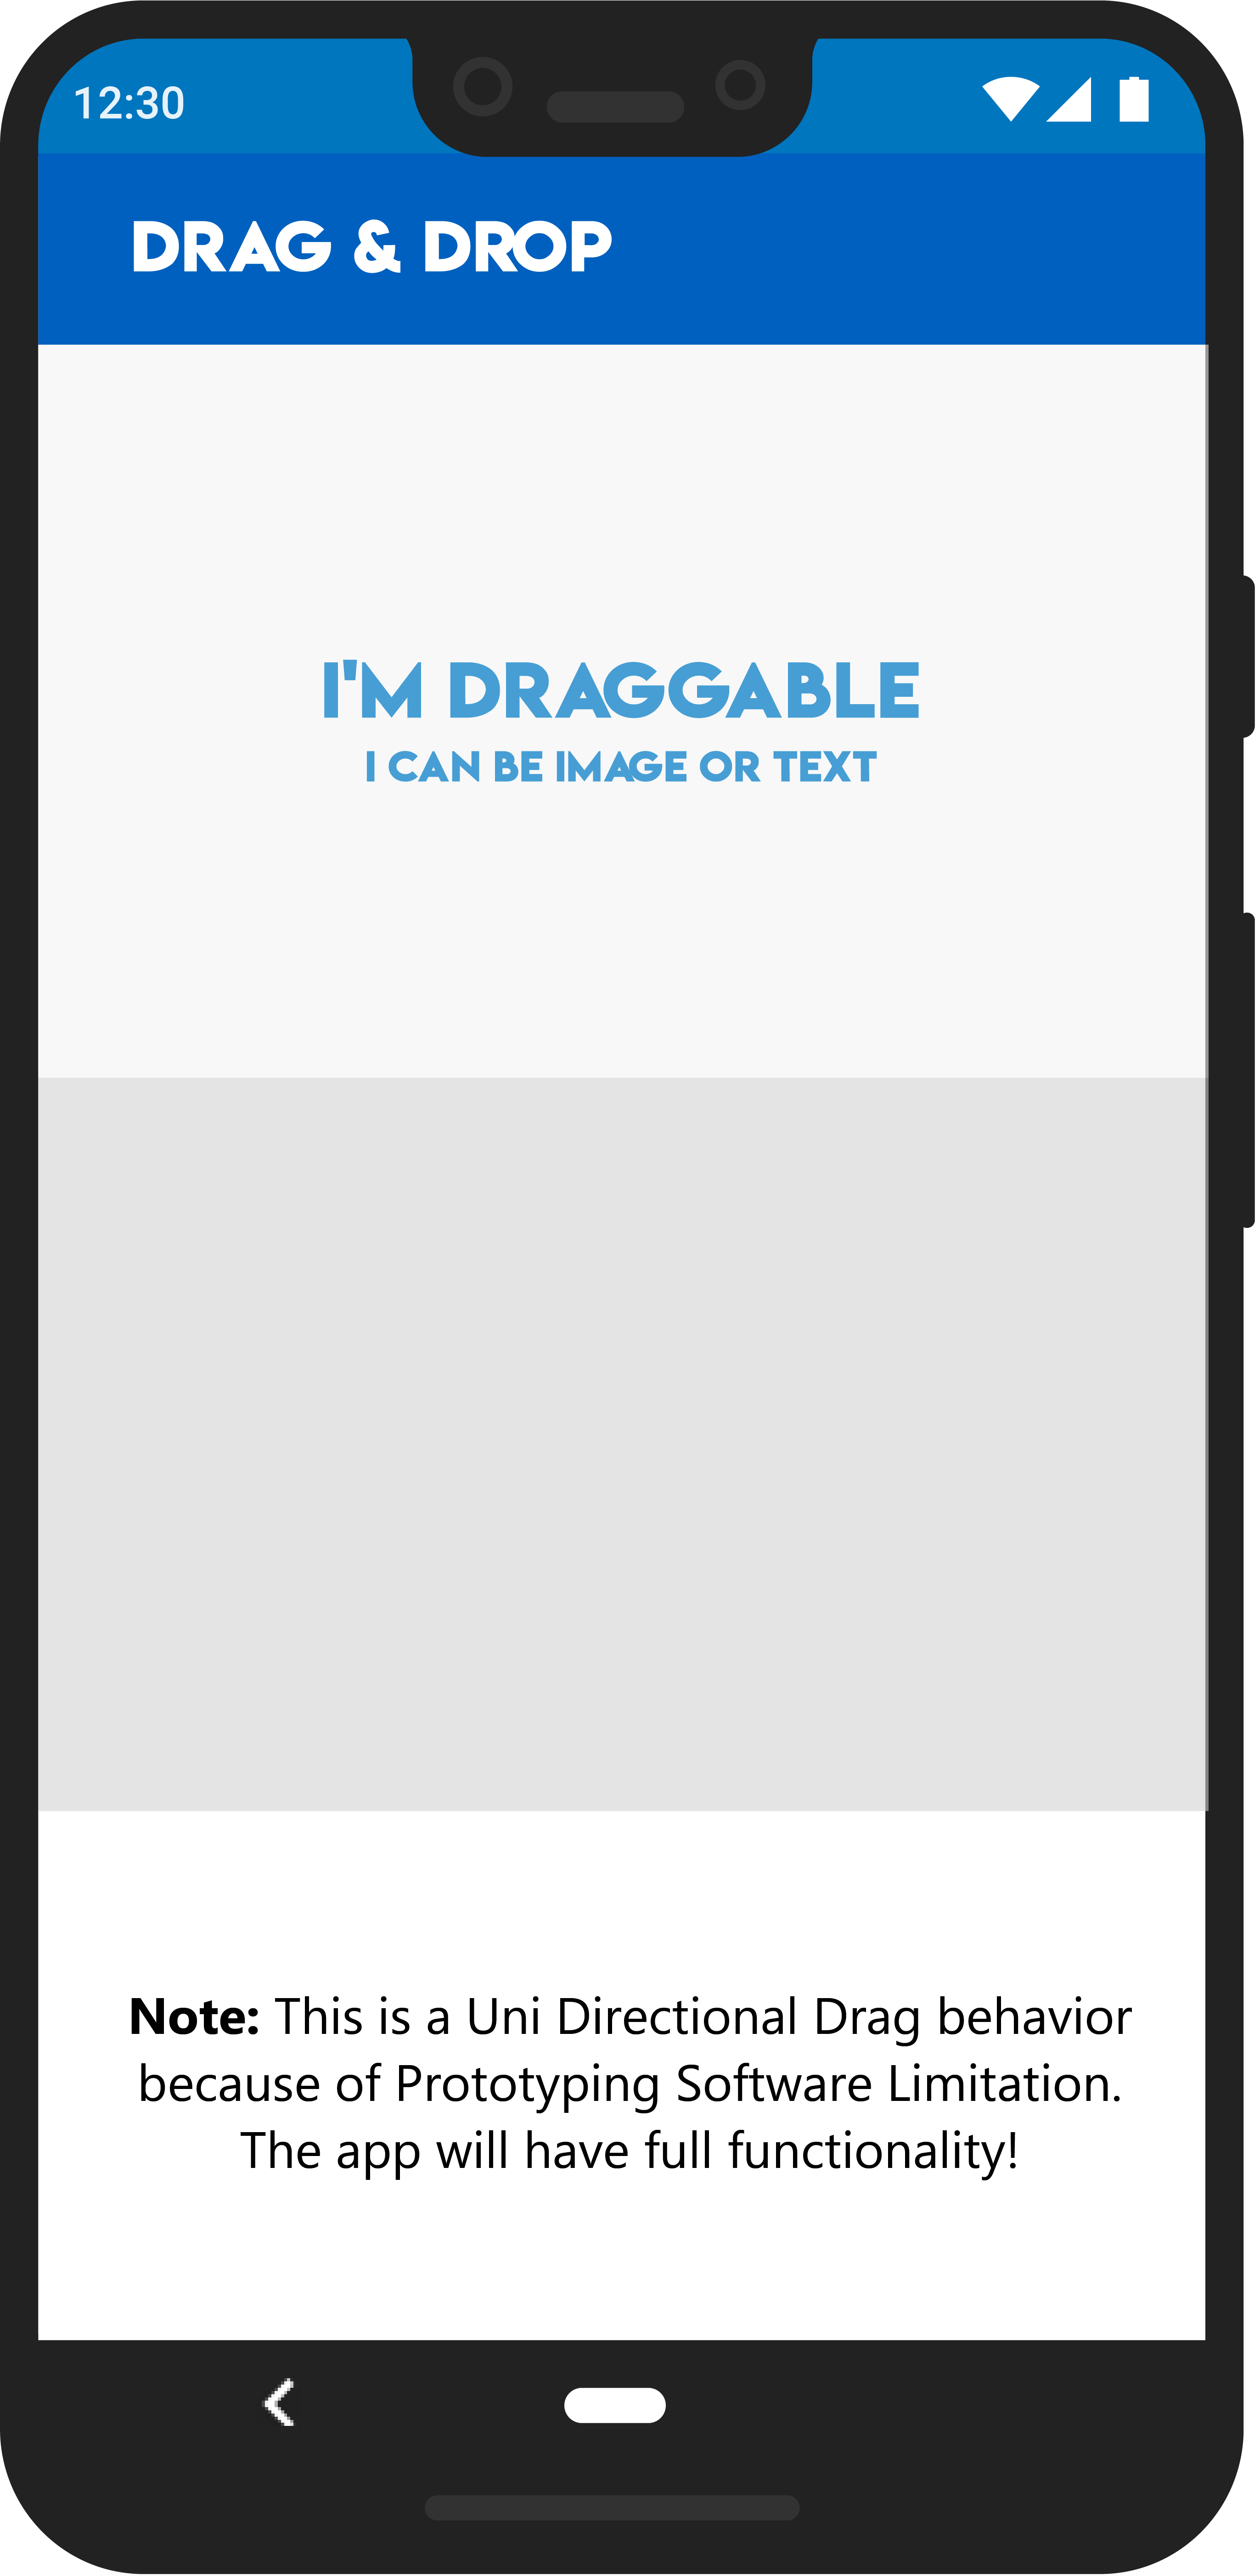 12:30
DRAG & DROP
I'M DRAGGABLE
I CAN BE IMAGE OR TEXT
Note: This is a Uni Directional Drag behavior
because of Prototyping Software Limitation.
The app will have full functionality!